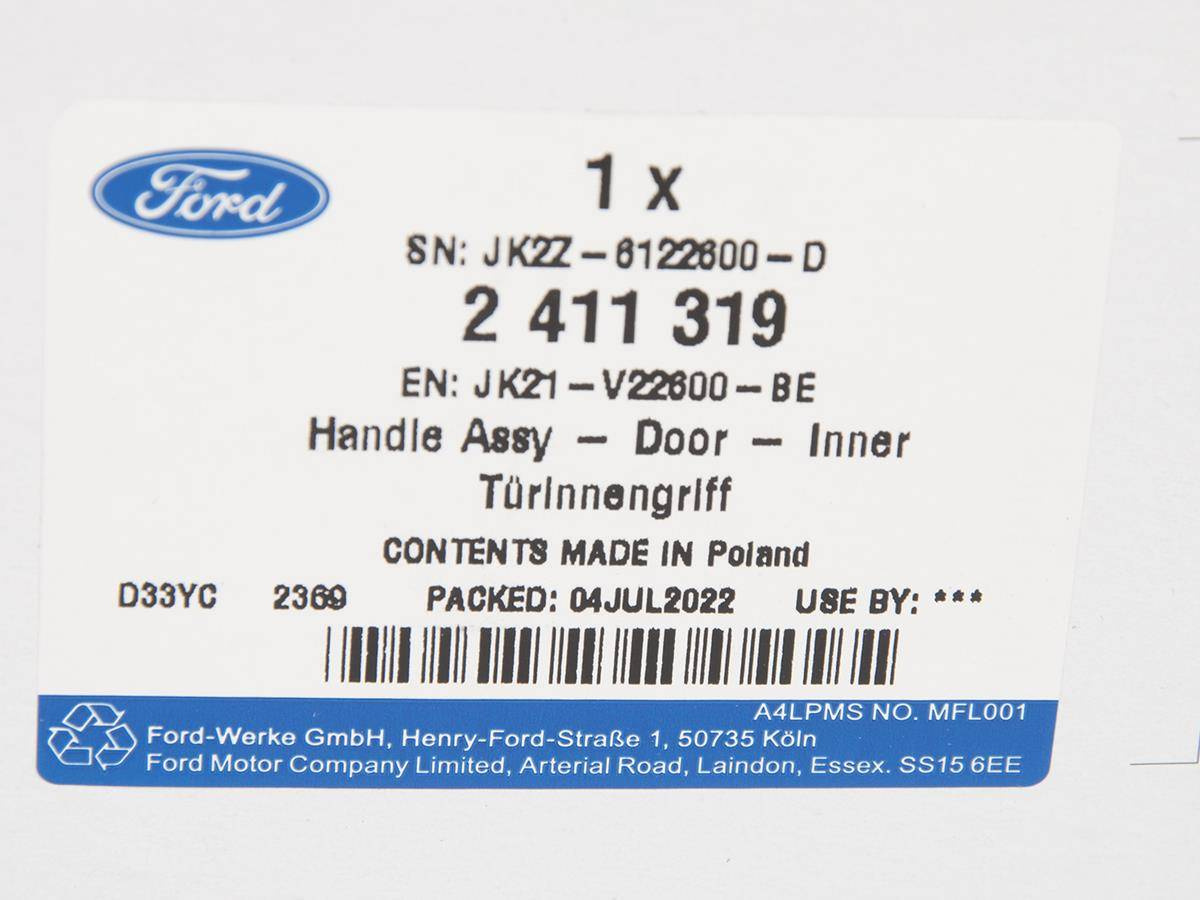 Ford
1 x
SN: JK2Z-6122600-D
2 411 319
EN: JK21-V22600-BE
Handle Assy - Door - Inner
Türinnengriff
CONTENTS MADE IN Poland
D33YC 2369 PACKED: 04JUL2022 USE BY: ***
A4LPMS NO. MFL001
Ford-Werke GmbH, Henry-Ford-Straße 1, 50735 Köln
Ford Motor Company Limited, Arterial Road, Laindon, Essex. SS15 6EE